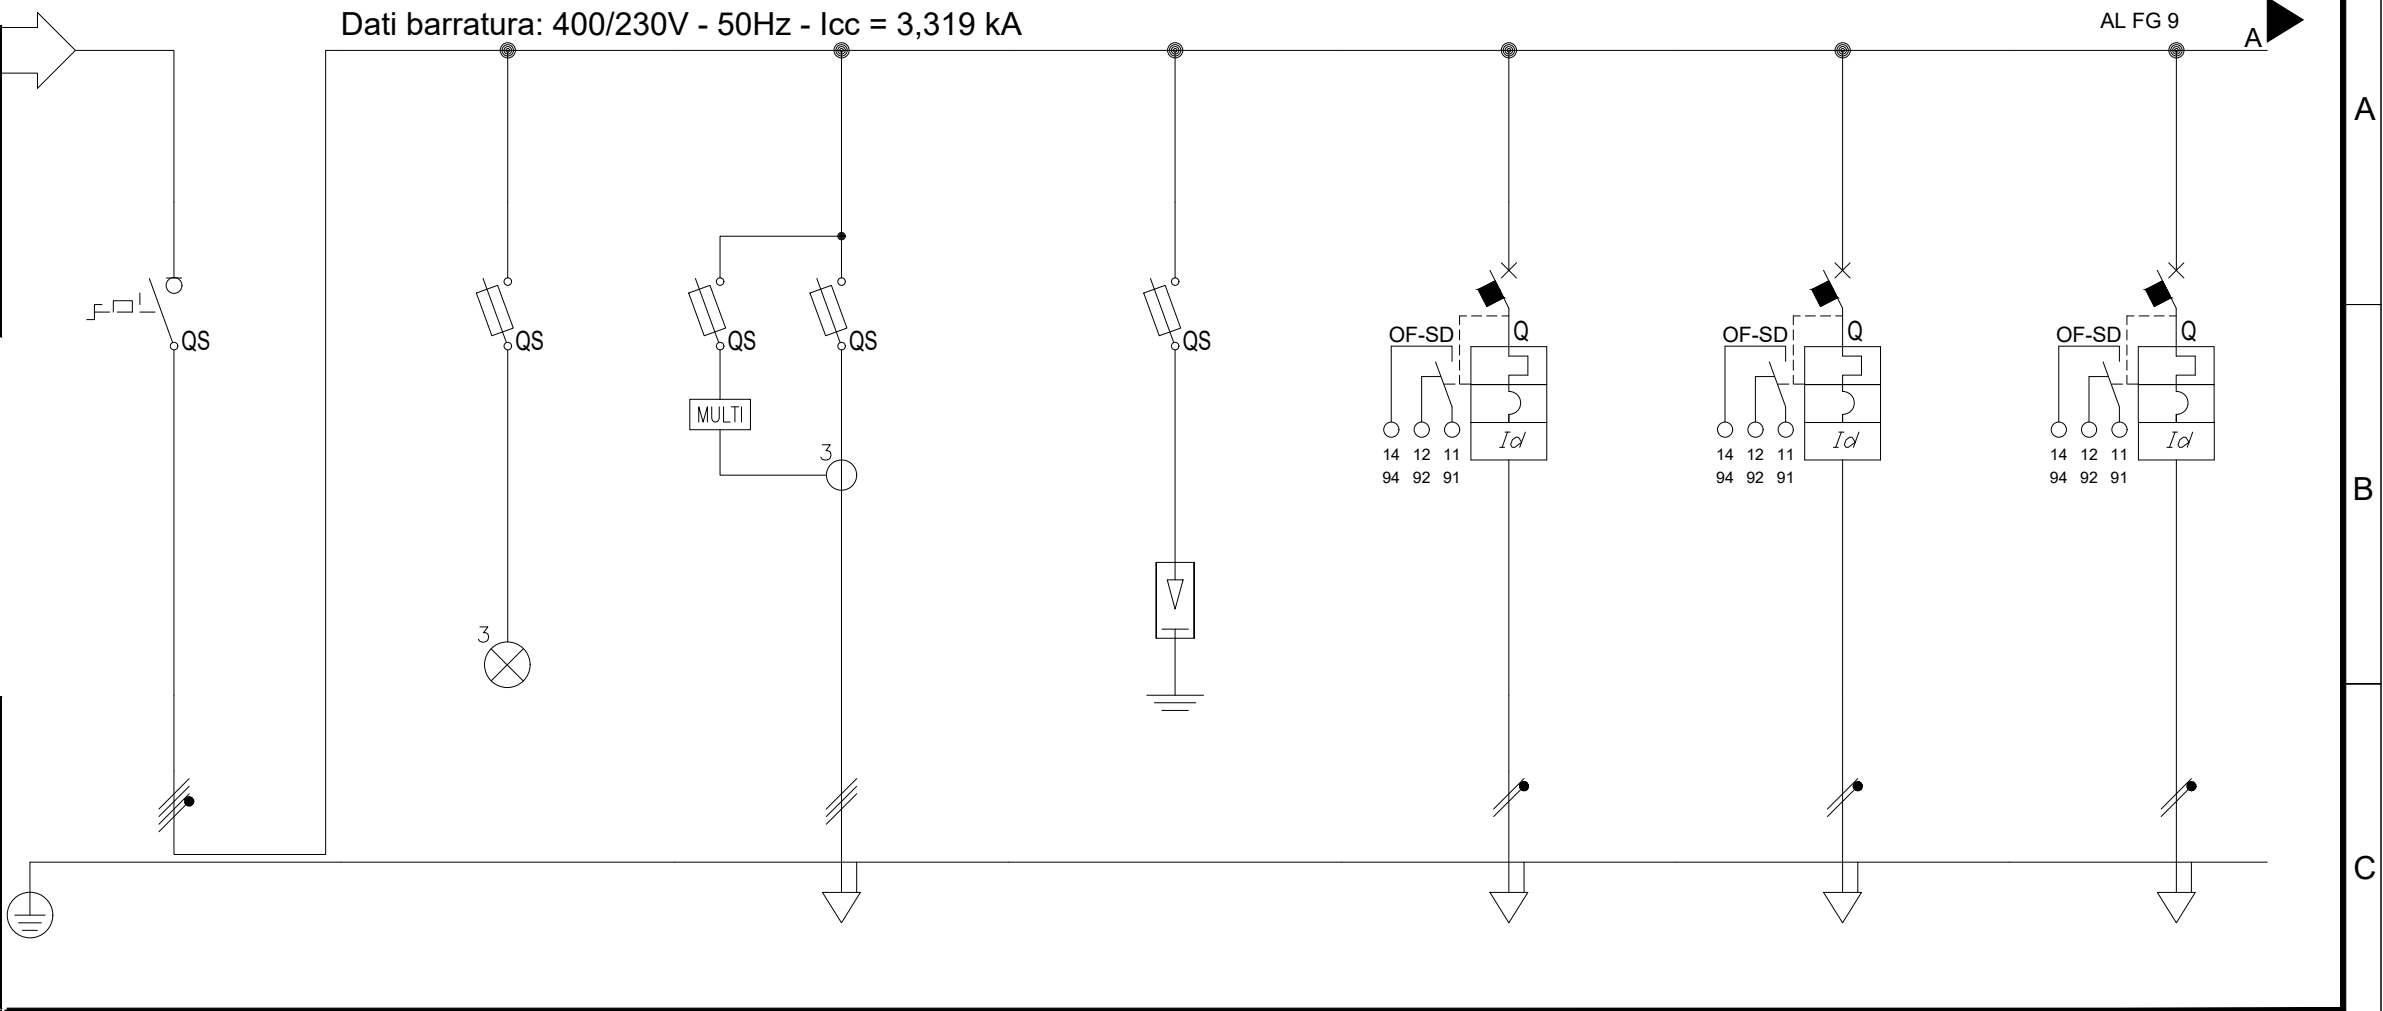 Dati barratura: 400/230V - 50Hz - Icc = 3,319 kA
AL FG 9
A
A
QS
QS
QS
QS
QS
OF-SD
Q
OF-SD
Q
OF-SD
Q
MULTI
3
Id
Id
Id
14 12 11
94 92 91
14 12 11
94 92 91
14 12 11
94 92 91
B
3
C